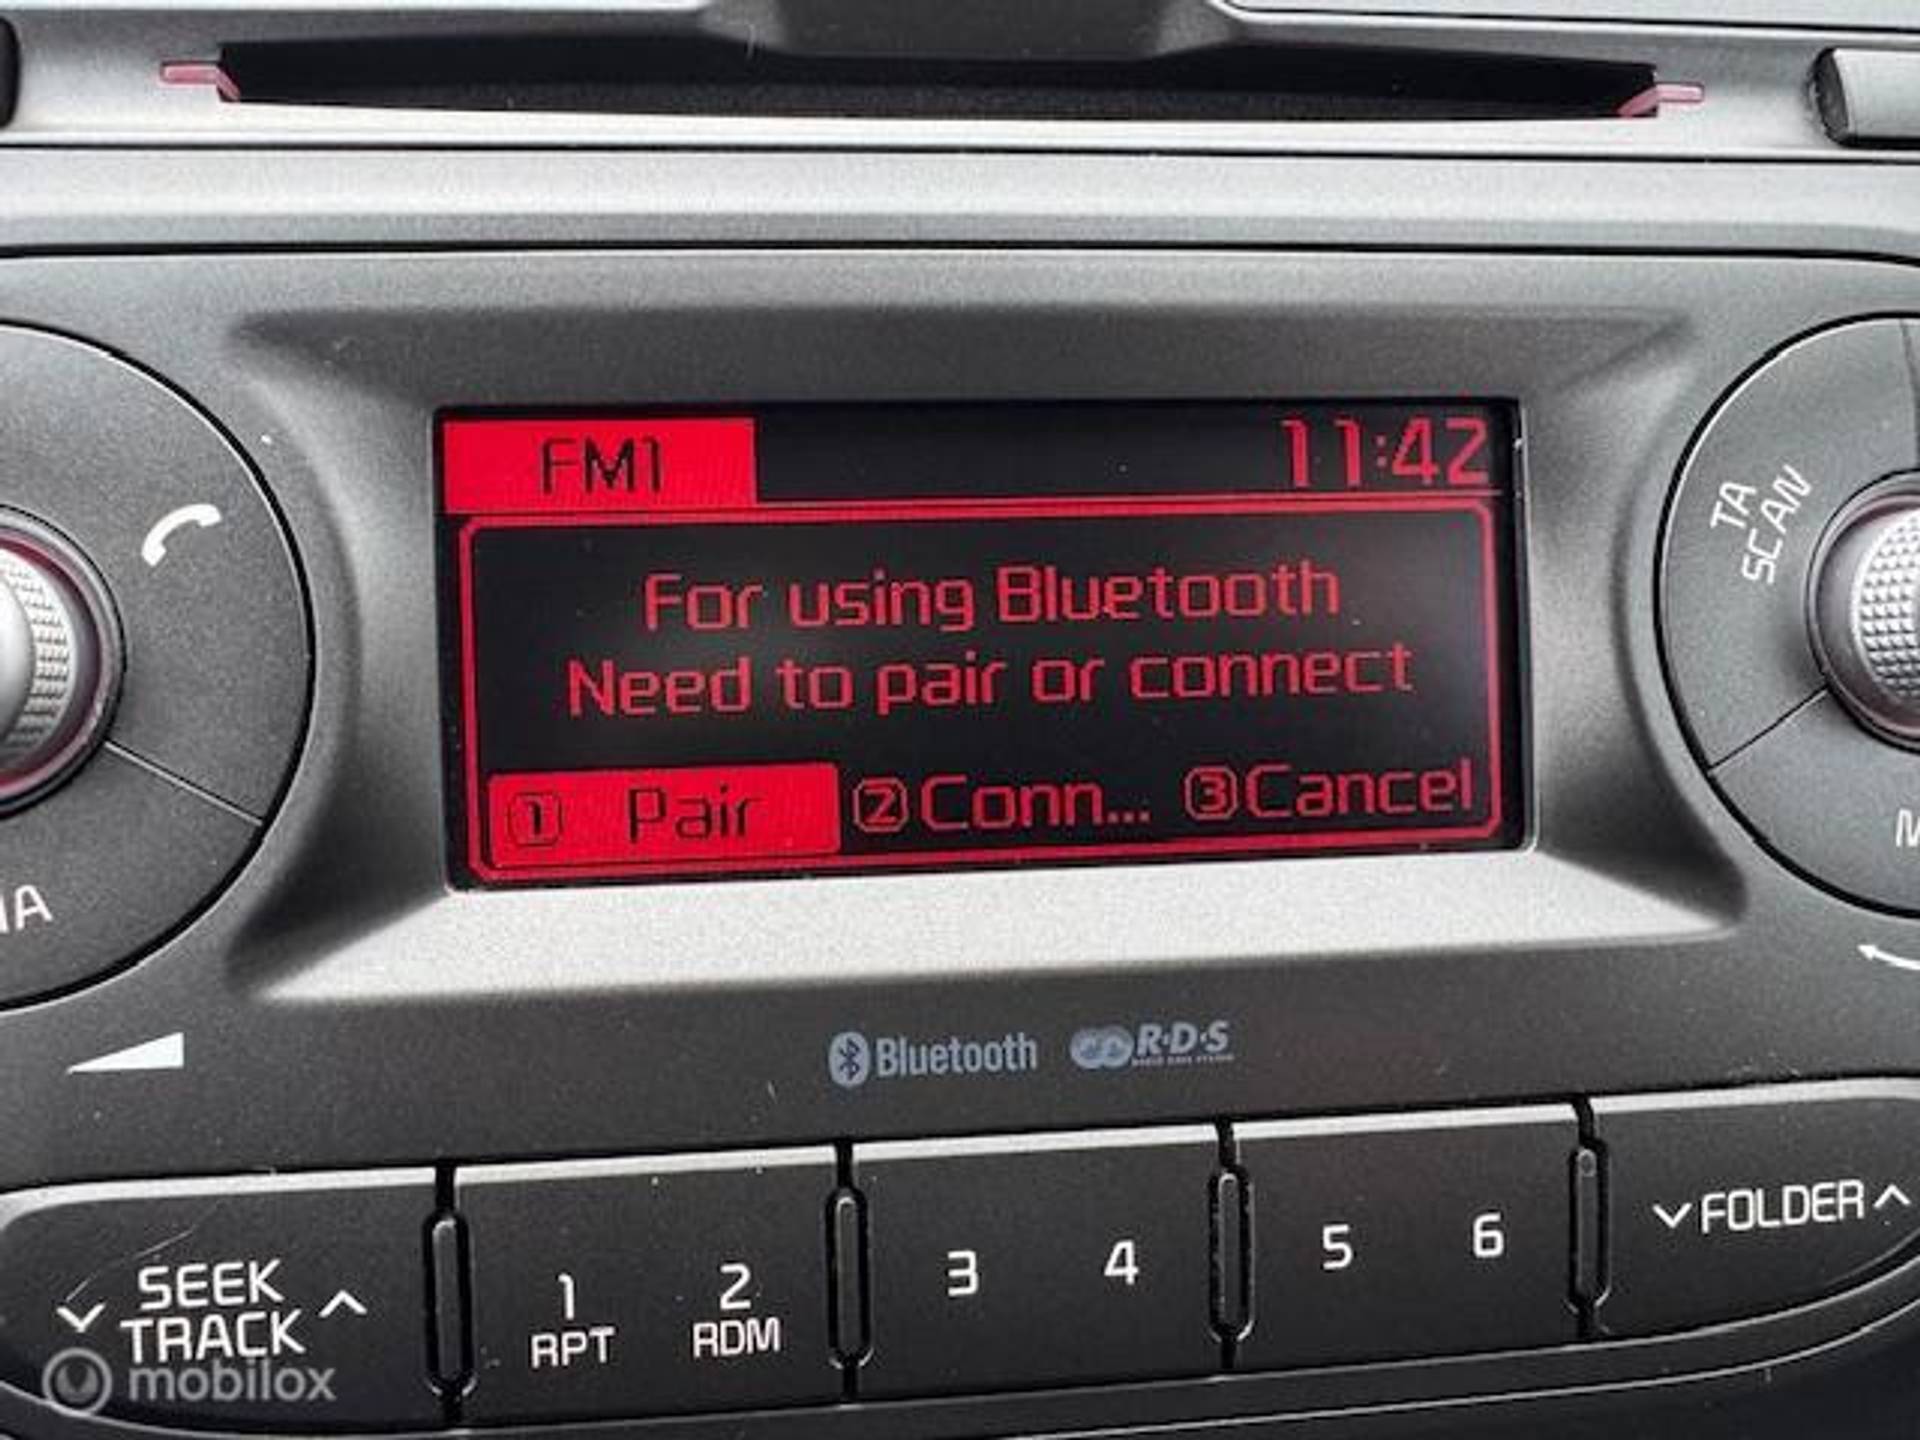 FM1 11:42
For using Bluetooth
Need to pair or connect
1 Pair 2 Conn... 3 Cancel
TA
SCAN
Bluetooth R·D·S
SEEK
TRACK
1
RPT
2
RDM
3
4
5
6
FOLDER
mobilox